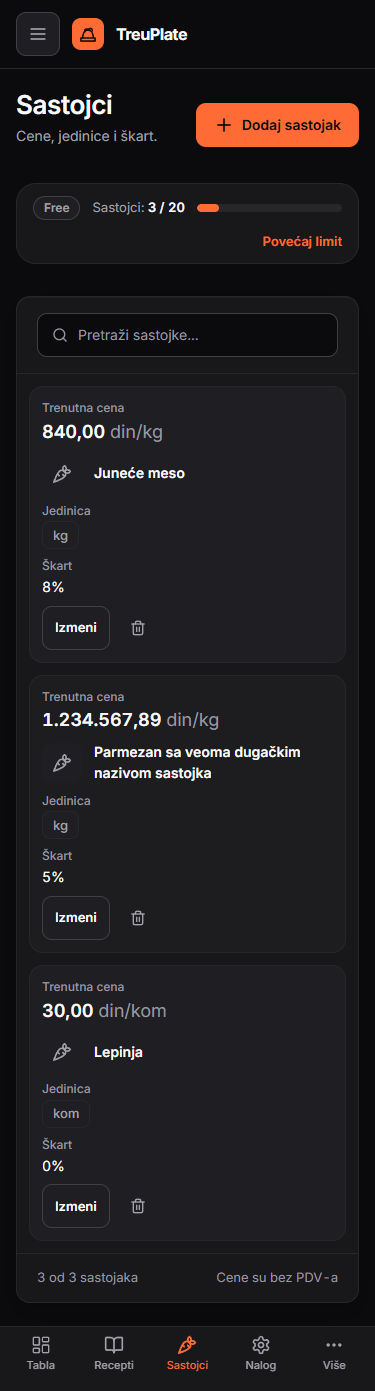 TreuPlate
Sastojci
Cene, jedinice i škart.
Dodaj sastojak
Free
Sastojci: 3 / 20
Povećaj limit
Pretraži sastojke...
Trenutna cena
840,00 din/kg
Juneće meso
Jedinica
kg
Škart
8%
Izmeni
Trenutna cena
1.234.567,89 din/kg
Parmezan sa veoma dugačkim
nazivom sastojka
Jedinica
kg
Škart
5%
Izmeni
Trenutna cena
30,00 din/kom
Lepinja
Jedinica
kom
Škart
0%
Izmeni
3 od 3 sastojaka
Cene su bez PDV-a
Tabla
Recepti
Sastojci
Nalog
Više